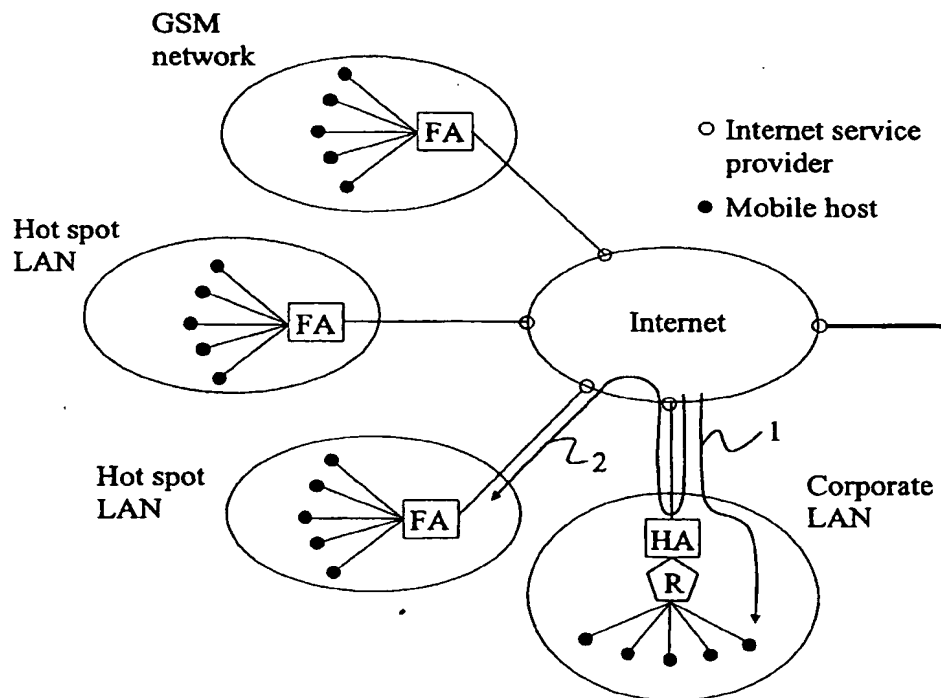 GSM
network
FA
Internet service
provider
Mobile host
Hot spot
LAN
FA
Internet
1
2
Hot spot
LAN
FA
Corporate
LAN
HA
R